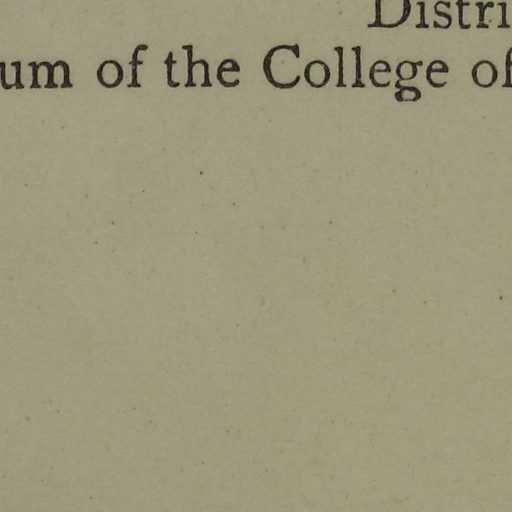 Distri
um of the College of